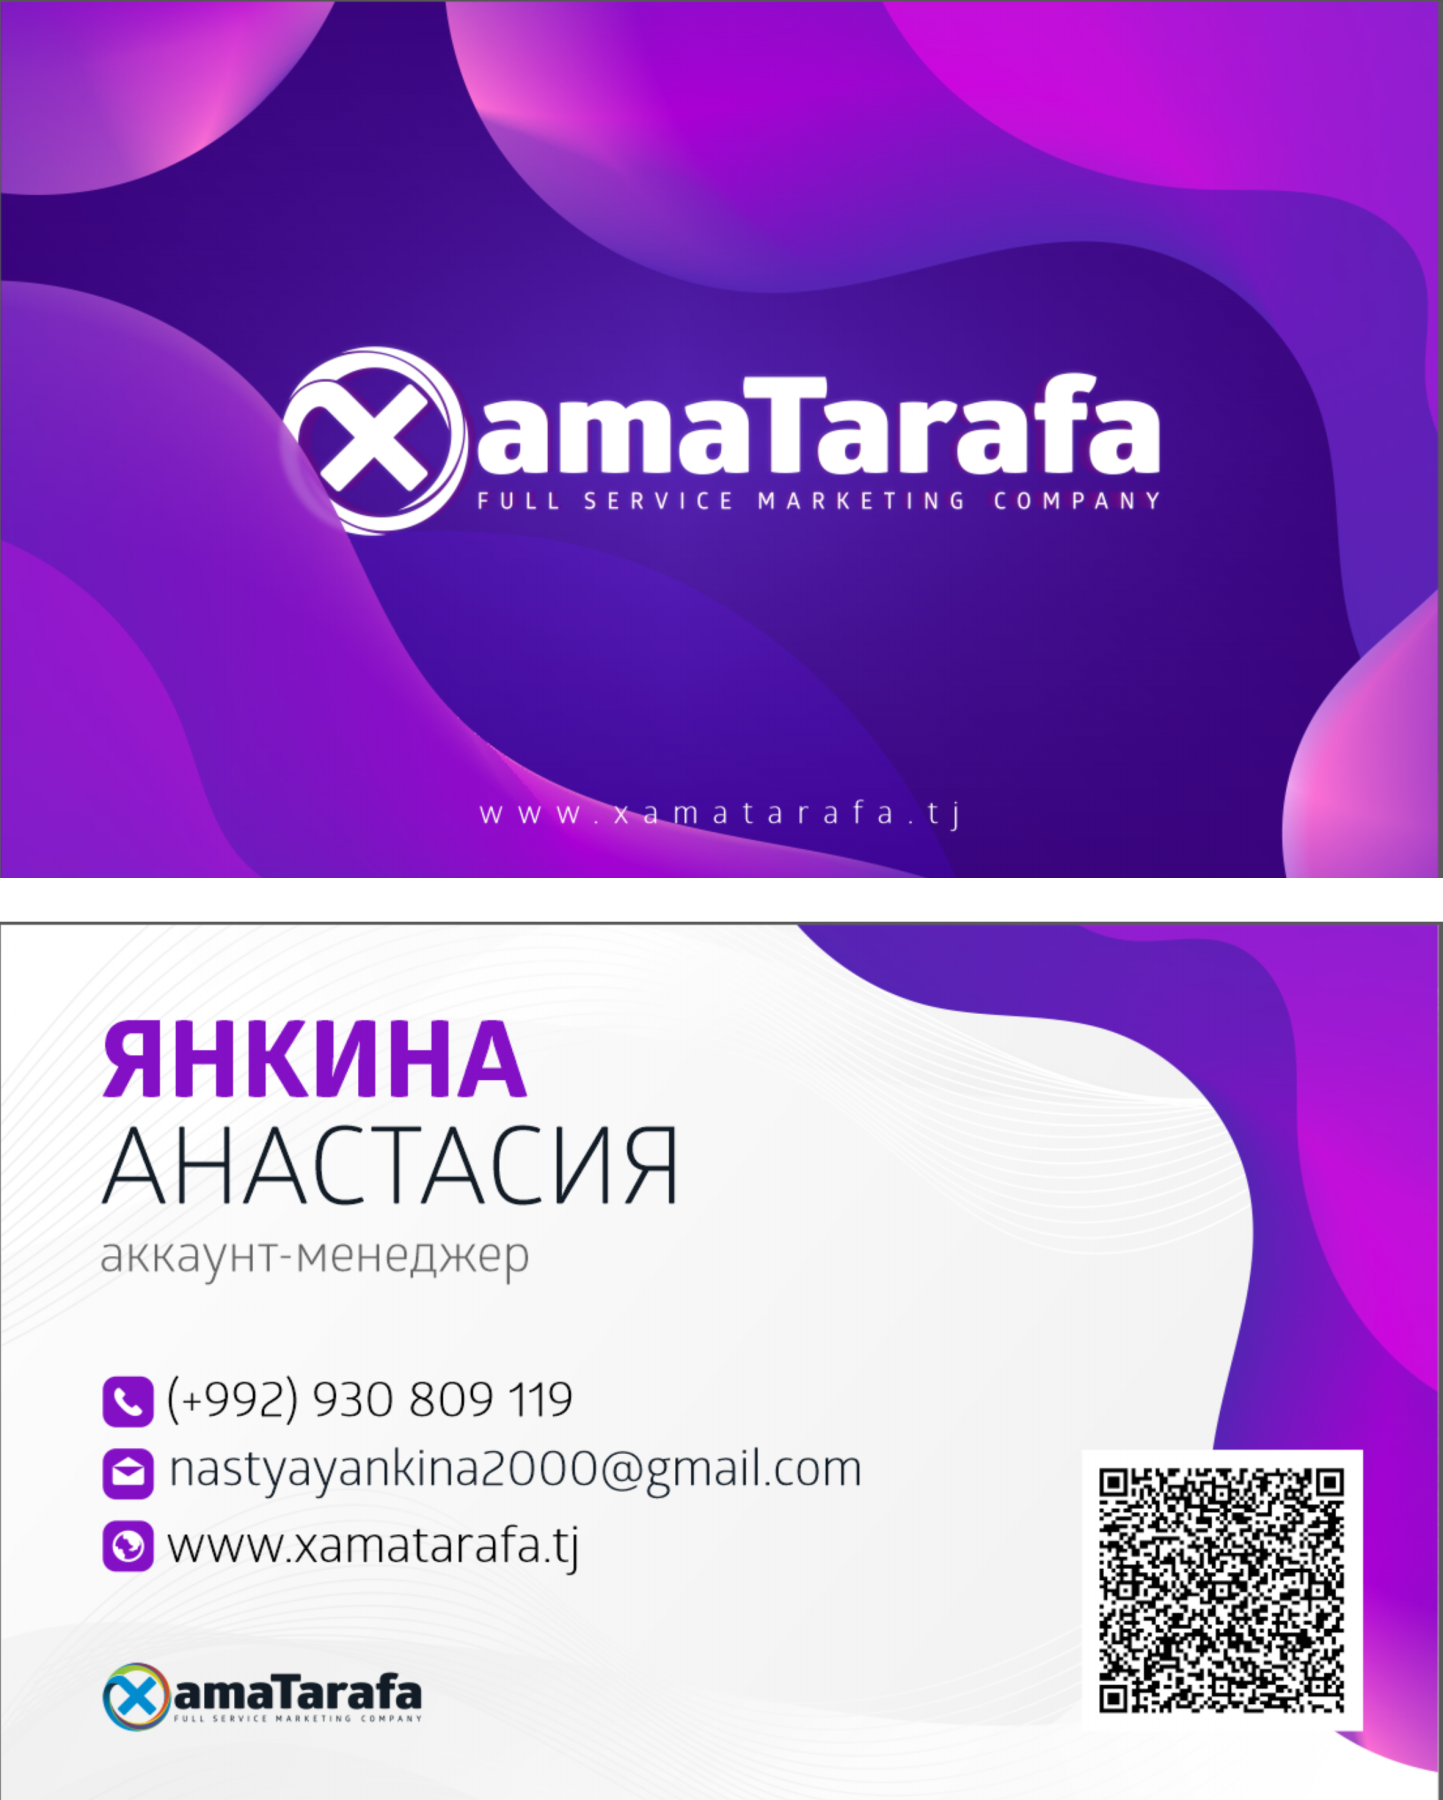 XamaTarafa
FULL SERVICE MARKETING COMPANY
www.xamatarafa.tj
ЯНКИНА
АНАСТАСИЯ
аккаунт-менеджер
(+992) 930 809 119
nastyayankina2000@gmail.com
www.xamatarafa.tj
XamaTarafa
FULL SERVICE MARKETING COMPANY